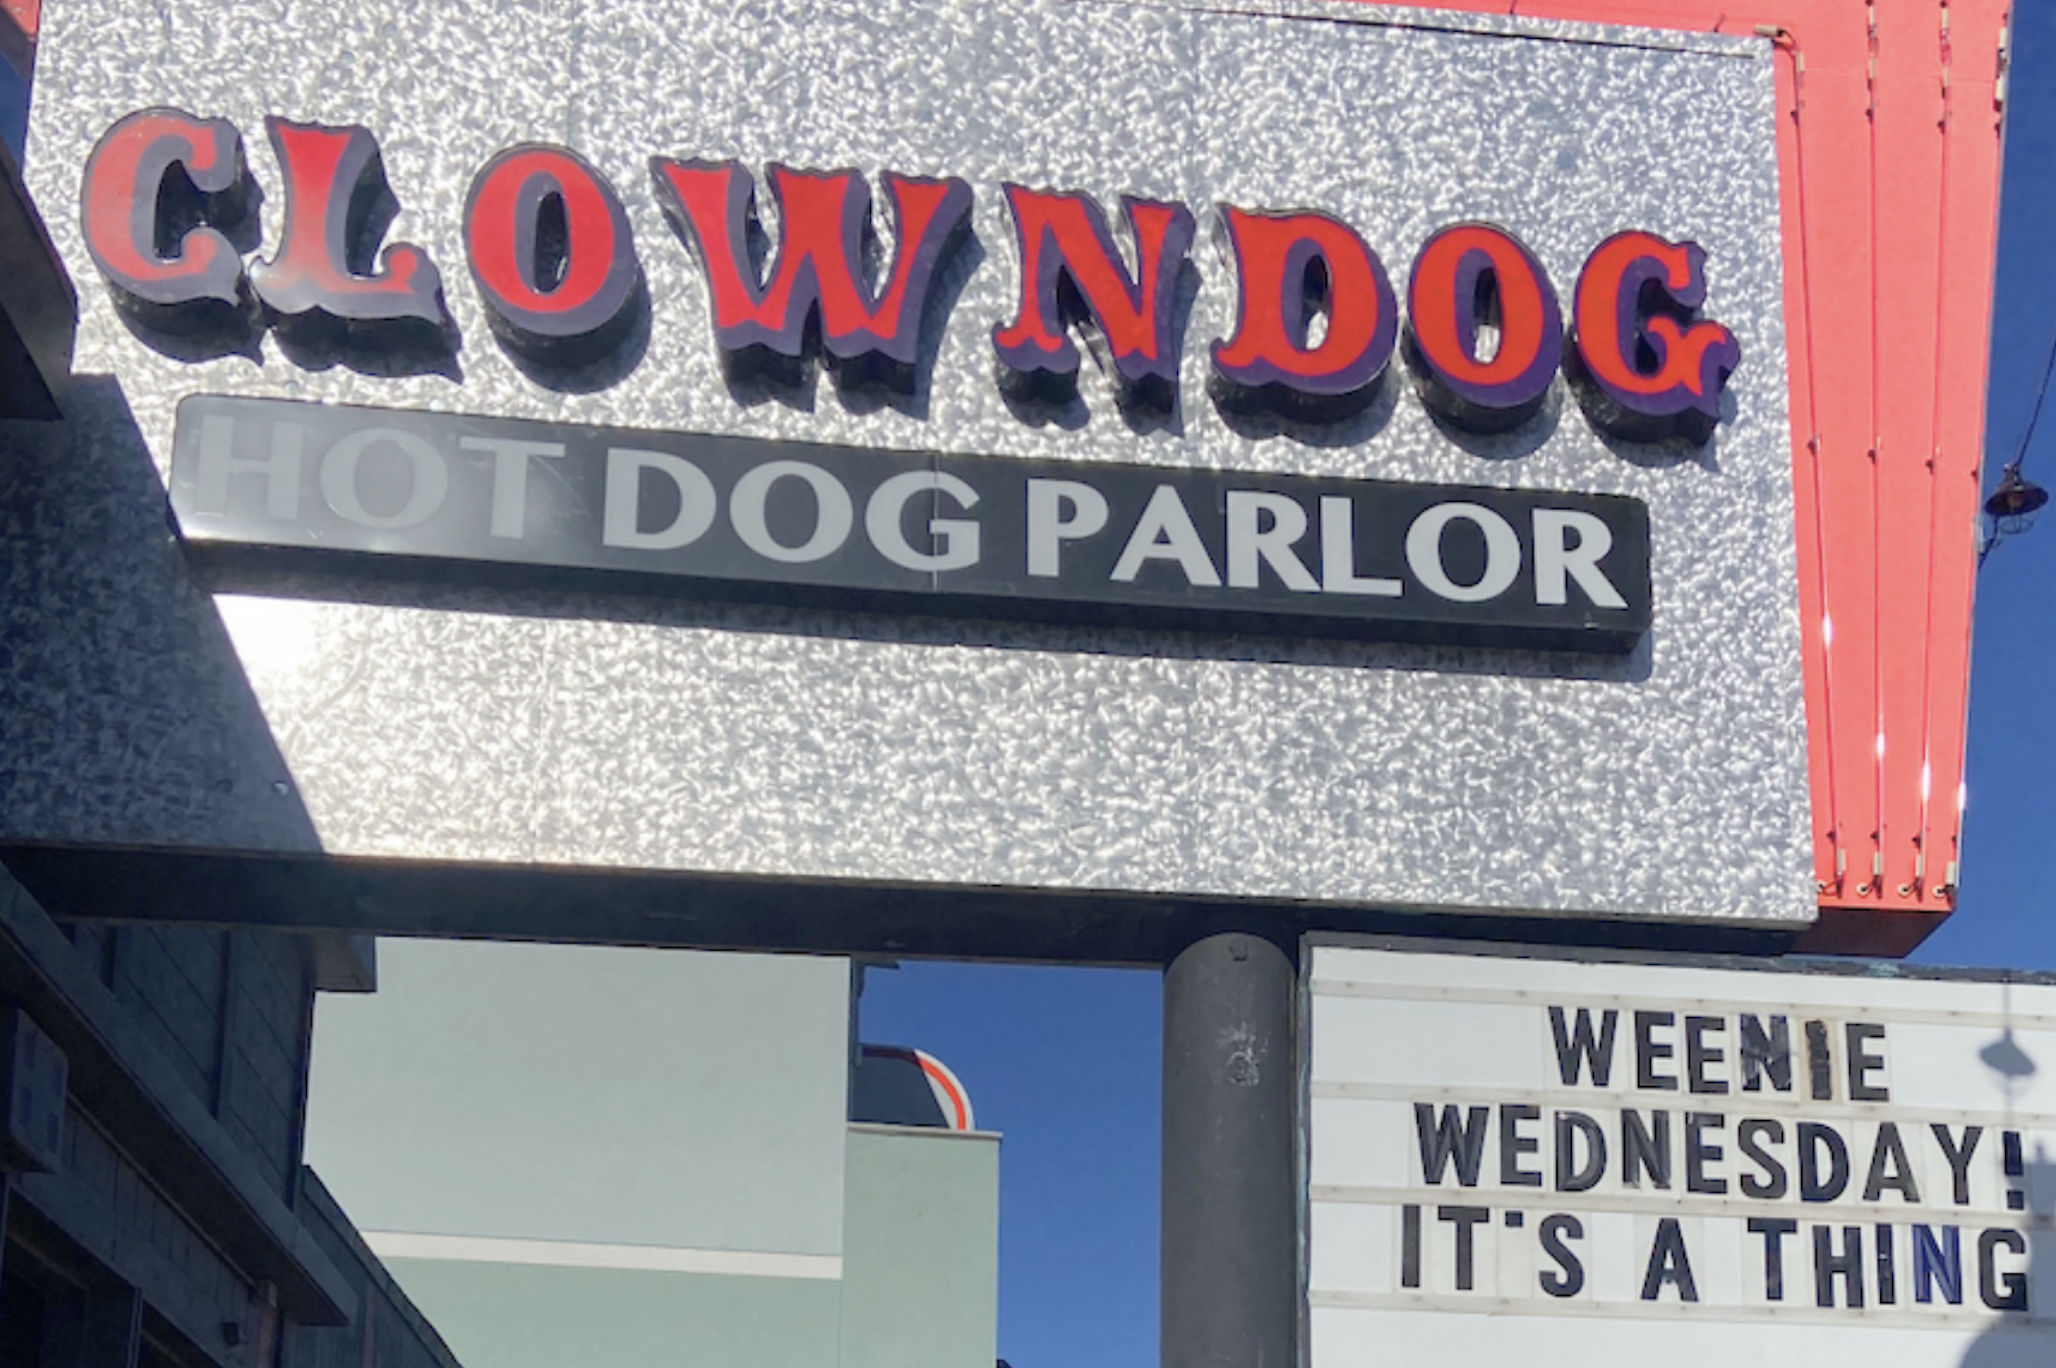 CLOWNDOG
HOT DOG PARLOR
WEENIE
WEDNESDAY!
IT'S A THING